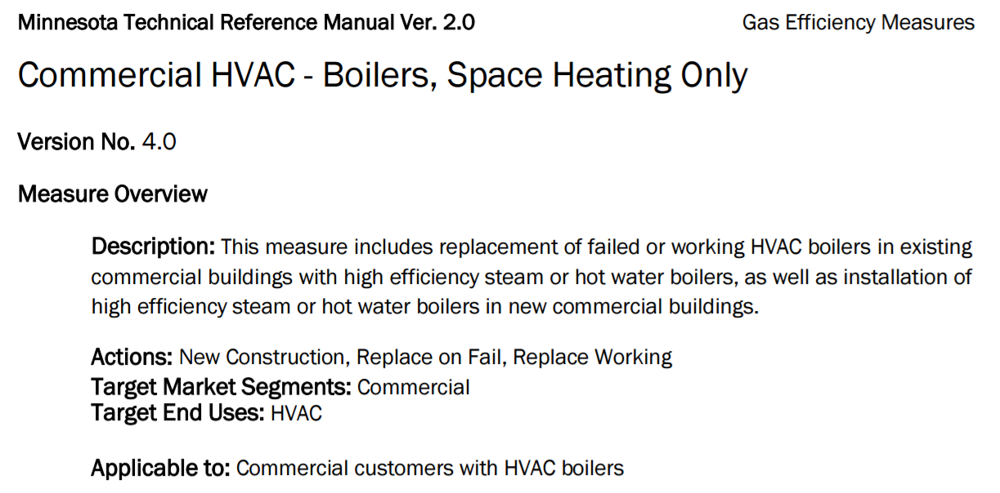 Minnesota Technical Reference Manual Ver. 2.0 Gas Efficiency Measures
Commercial HVAC - Boilers, Space Heating Only
Version No. 4.0
Measure Overview
Description: This measure includes replacement of failed or working HVAC boilers in existing
commercial buildings with high efficiency steam or hot water boilers, as well as installation of
high efficiency steam or hot water boilers in new commercial buildings.
Actions: New Construction, Replace on Fail, Replace Working
Target Market Segments: Commercial
Target End Uses: HVAC
Applicable to: Commercial customers with HVAC boilers